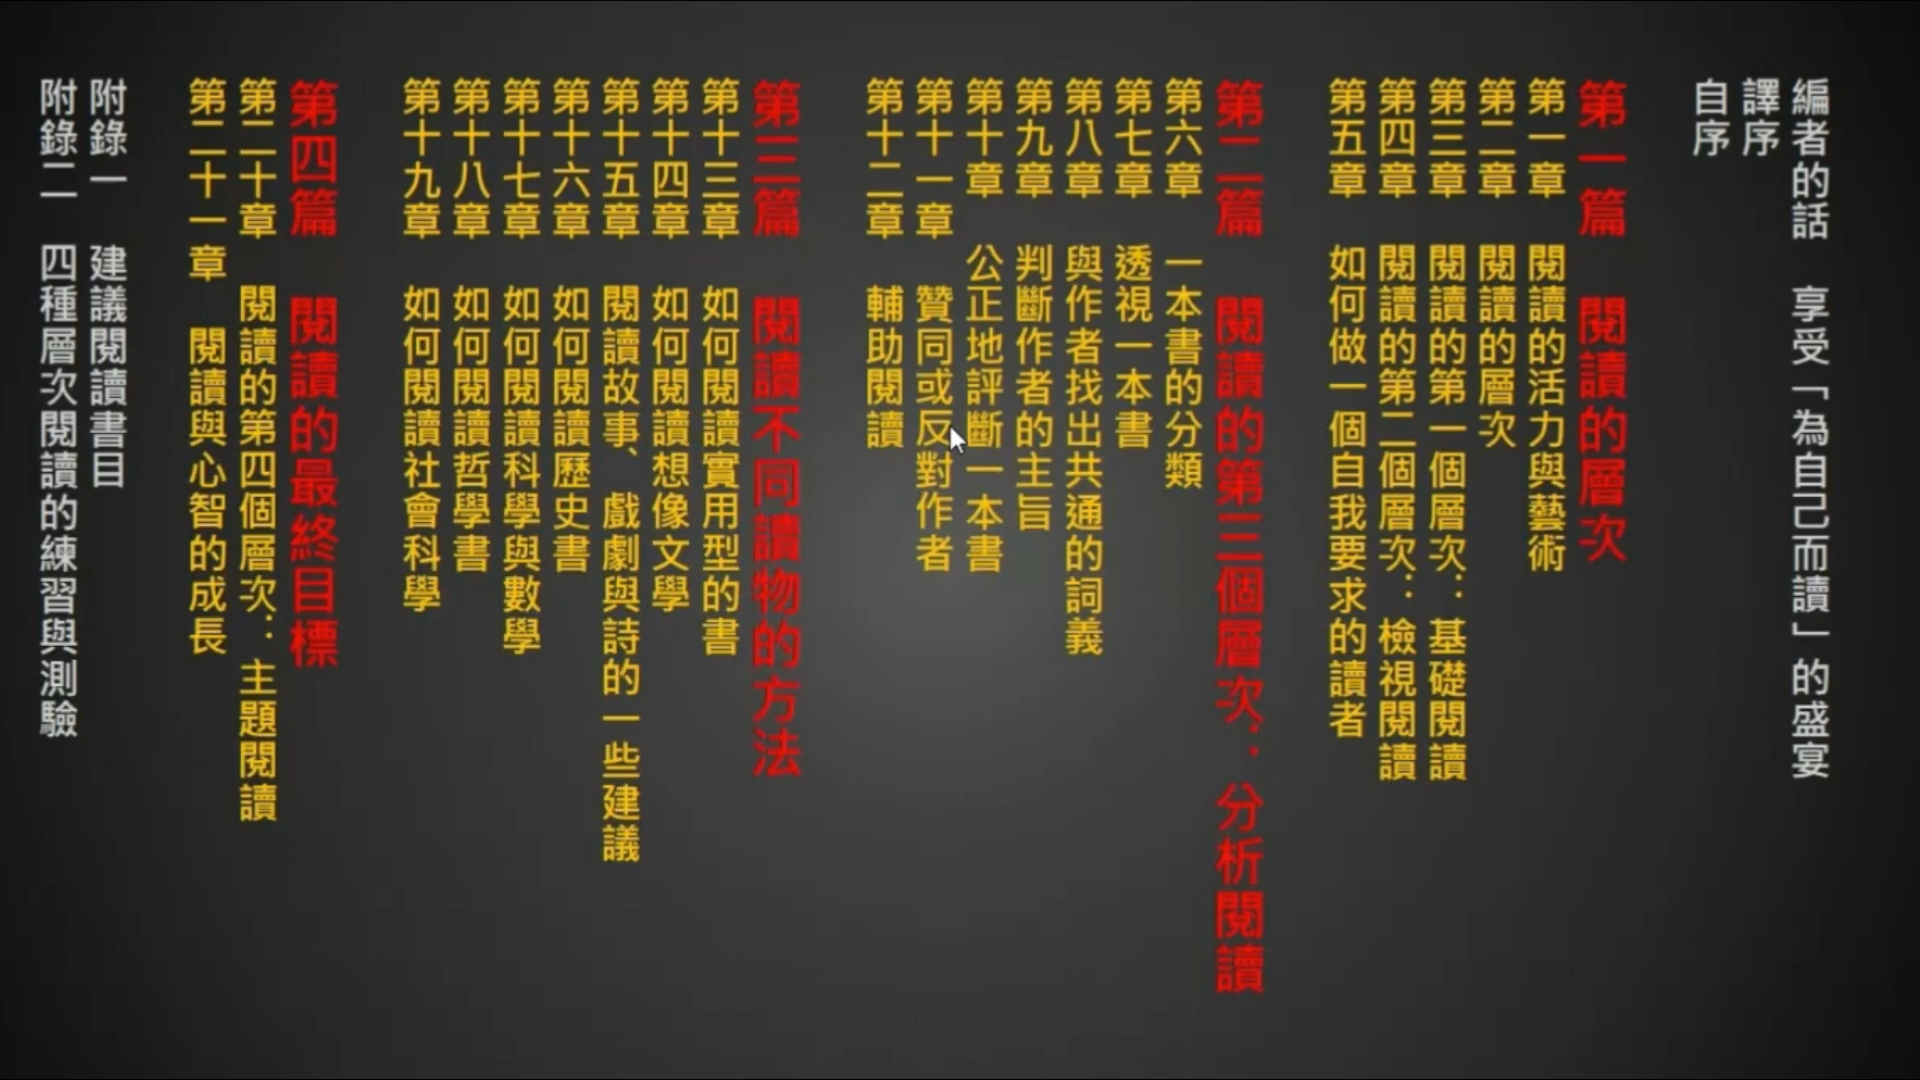 編者的話　享受「為自己而讀」的盛宴
譯序
自序
第一篇　閱讀的層次
第一章　閱讀的活力與藝術
第二章　閱讀的層次
第三章　閱讀的第一個層次：基礎閱讀
第四章　閱讀的第二個層次：檢視閱讀
第五章　如何做一個自我要求的讀者
第二篇　閱讀的第三個層次：分析閱讀
第六章　一本書的分類
第七章　透視一本書
第八章　與作者找出共通的詞義
第九章　判斷作者的主旨
第十章　公正地評斷一本書
第十一章　贊同或反對作者
第十二章　輔助閱讀
第三篇　閱讀不同讀物的方法
第十三章　如何閱讀實用型的書
第十四章　如何閱讀想像文學
第十五章　閱讀故事、戲劇與詩的一些建議
第十六章　如何閱讀歷史書
第十七章　如何閱讀科學與數學
第十八章　如何閱讀哲學書
第十九章　如何閱讀社會科學
第四篇　閱讀的最終目標
第二十章　閱讀的第四個層次：主題閱讀
第二十一章　閱讀與心智的成長
附錄一　建議閱讀書目
附錄二　四種層次閱讀的練習與測驗